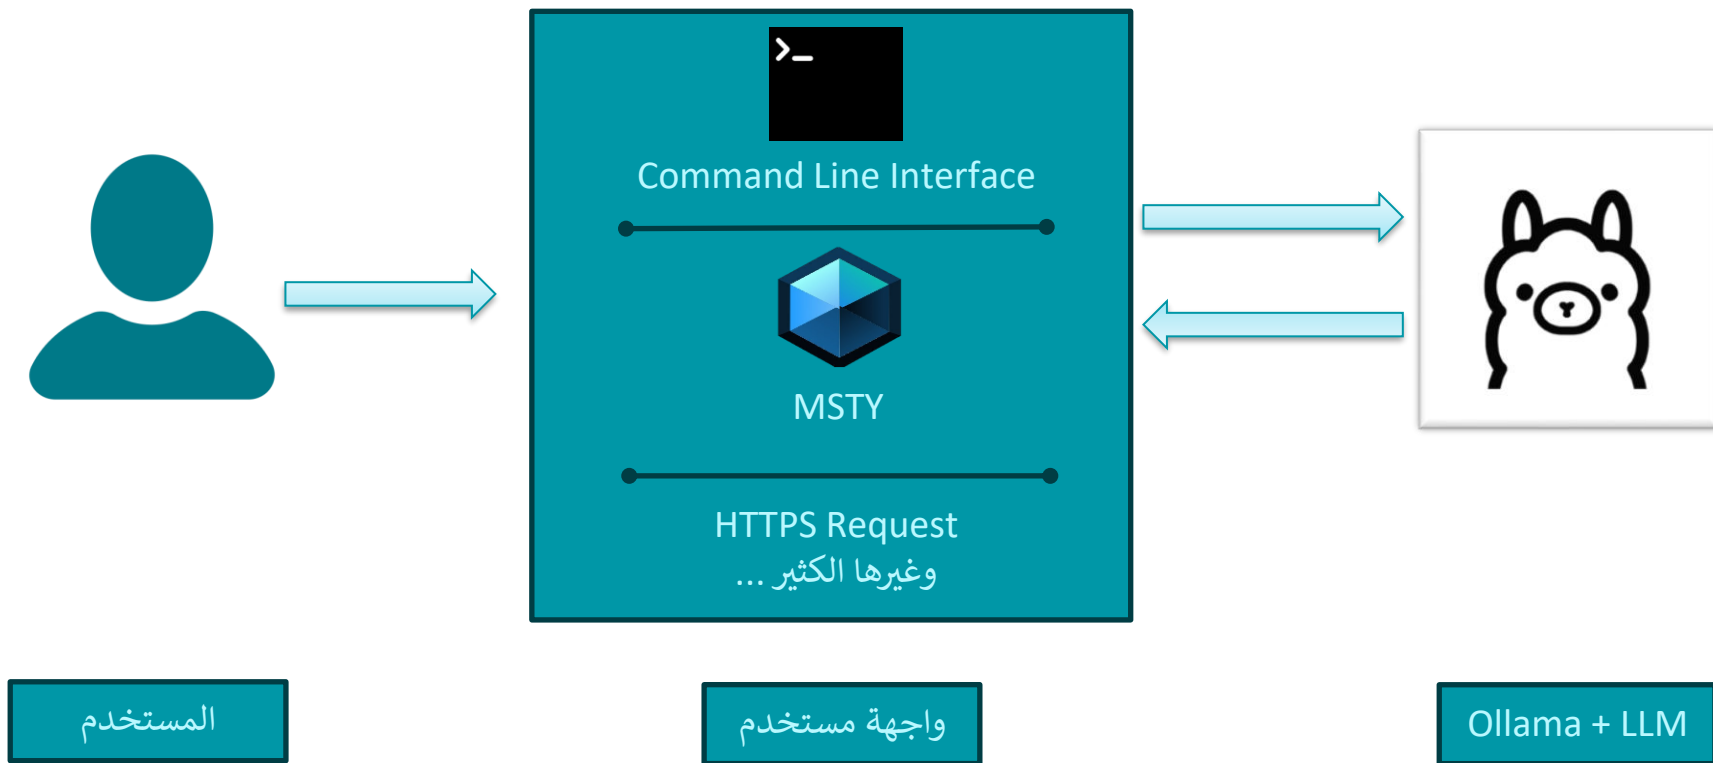 Command Line Interface
MSTY
HTTPS Request
وغيرها الكثير ...
المستخدم
واجهة مستخدم
Ollama + LLM